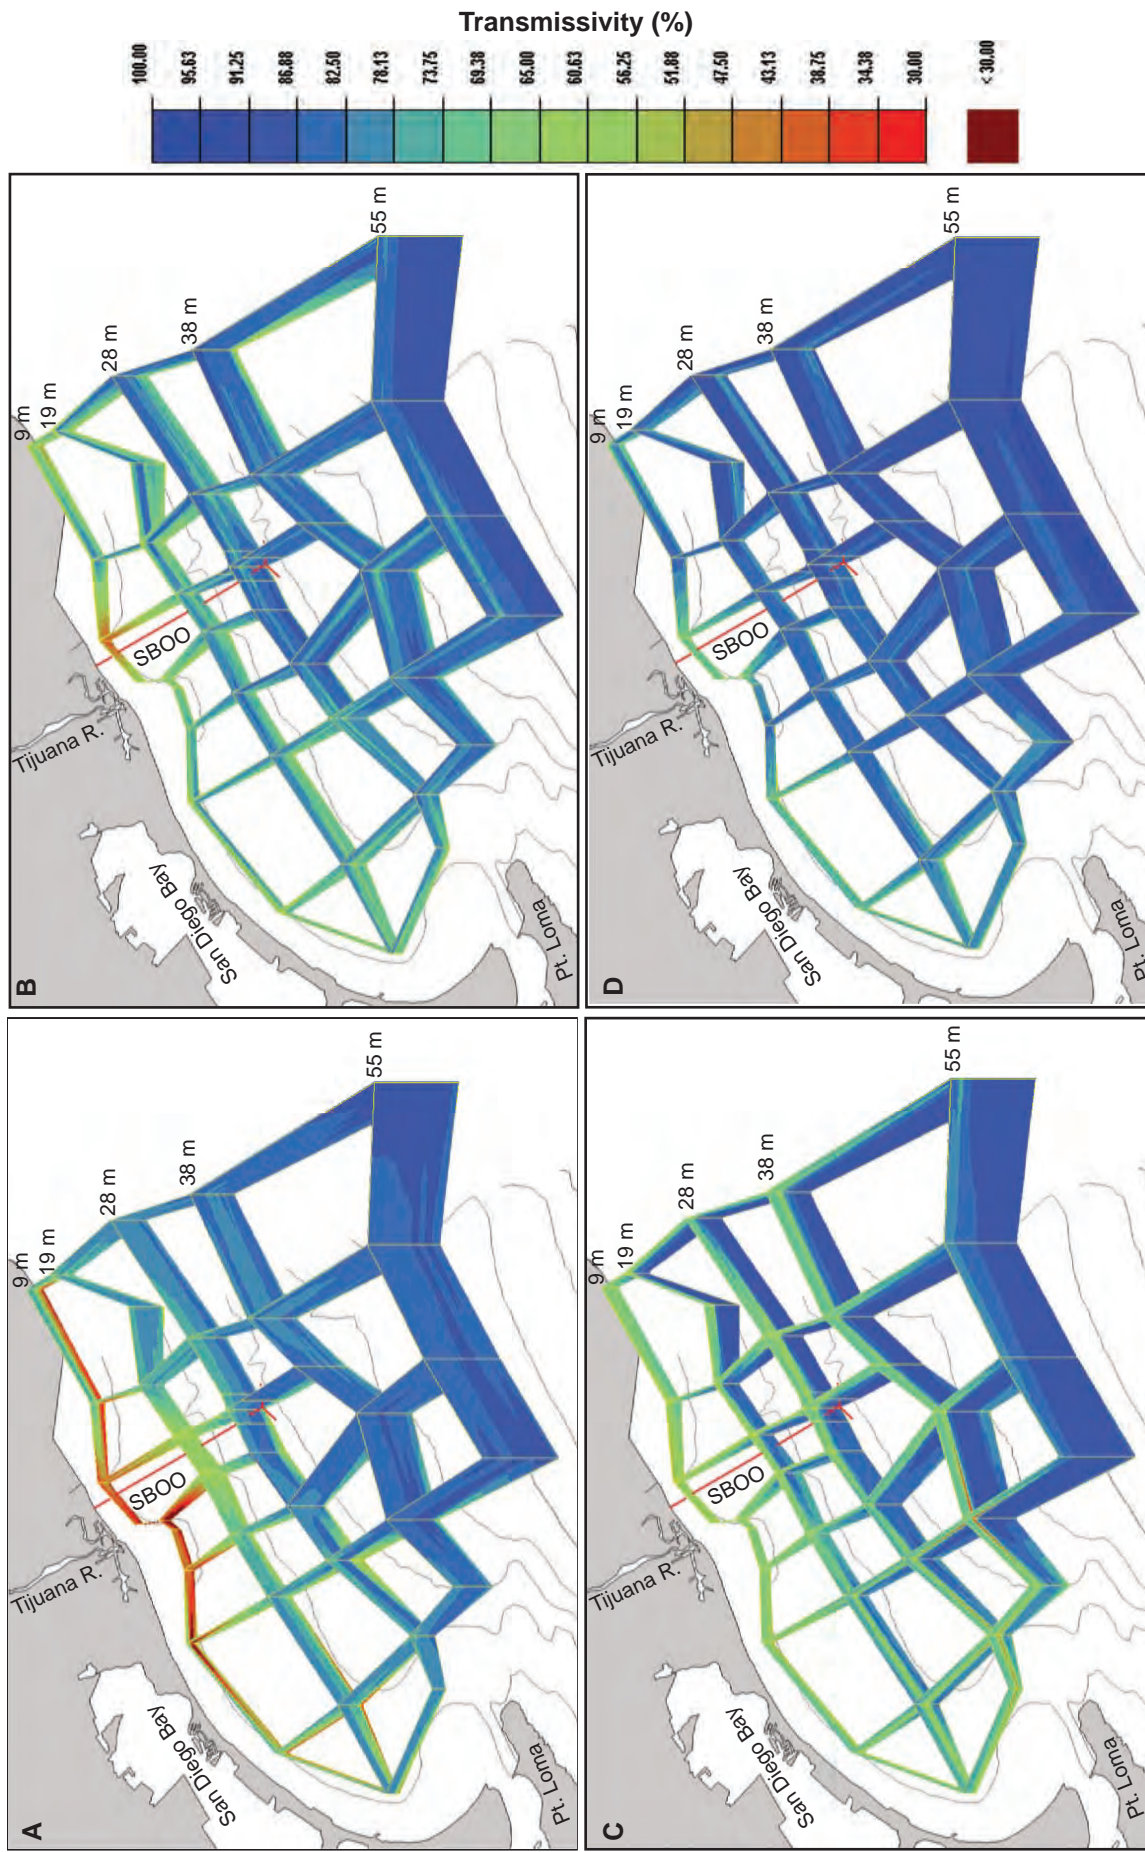 Transmissivity (%)
100.00
95.63
91.25
86.88
82.50
78.13
73.75
69.38
65.00
60.63
56.25
51.88
47.50
43.13
38.75
34.38
30.00
< 30.00
A
9 m
19 m
28 m
38 m
55 m
SBOO
Tijuana R.
San Diego Bay
Pt. Loma
B
9 m
19 m
28 m
38 m
55 m
SBOO
Tijuana R.
San Diego Bay
Pt. Loma
C
9 m
19 m
28 m
38 m
55 m
SBOO
Tijuana R.
San Diego Bay
Pt. Loma
D
9 m
19 m
28 m
38 m
55 m
SBOO
Tijuana R.
San Diego Bay
Pt. Loma